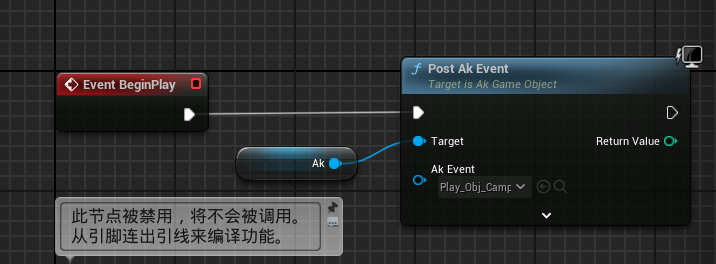 Event BeginPlay
Post Ak Event
Target is Ak Game Object
Target
Return Value
Ak
Ak Event
Play_Obj_Camp
此节点被禁用，将不会被调用。
从引脚连出引线来编译功能。